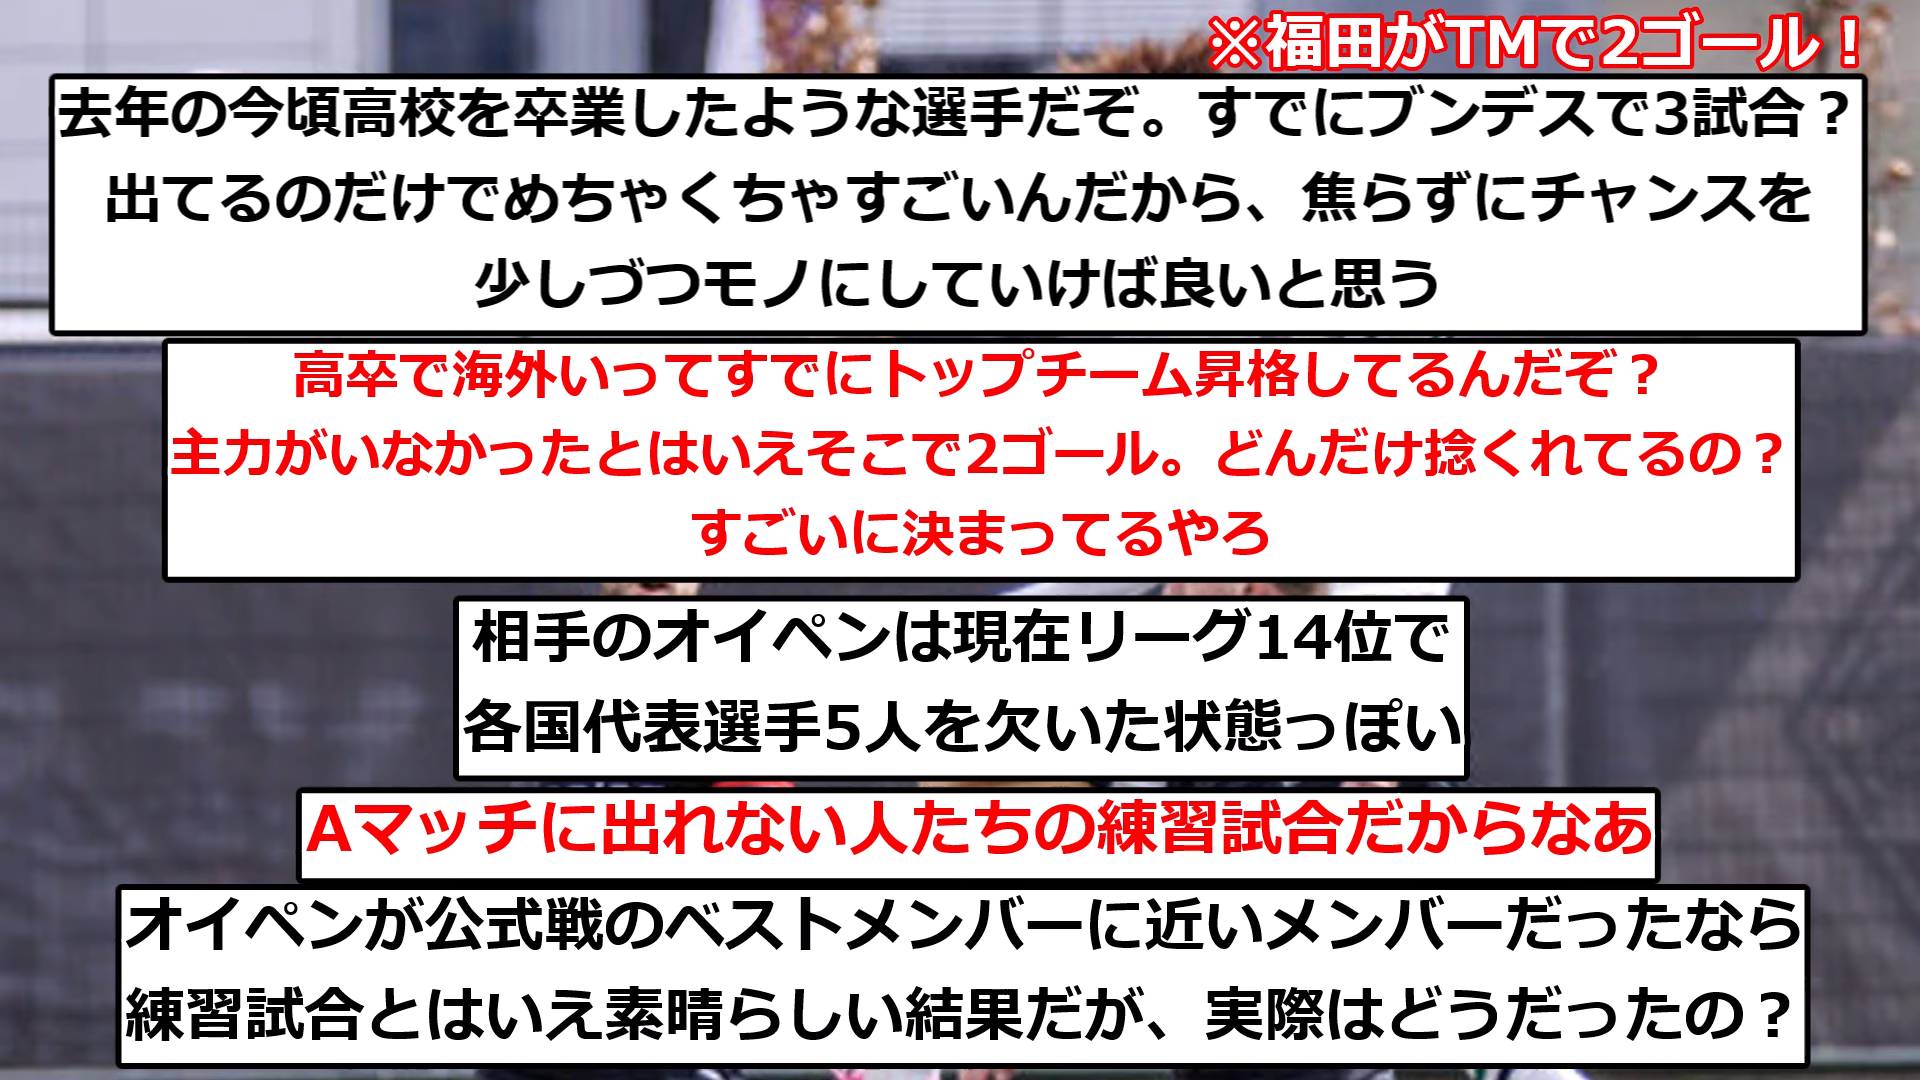 ※福田がTMで2ゴール！
去年の今頃高校を卒業したような選手だぞ。すでにブンデスで3試合？
出てるのだけでめちゃくちゃすごいんだから、焦らずにチャンスを
少しづつモノにしていけば良いと思う
高卒で海外いってすでにトップチーム昇格してるんだぞ？
主力がいなかったとはいえそこで2ゴール。どんだけ捻くれてるの？
すごいに決まってるやろ
相手のオイペンは現在リーグ14位で
各国代表選手5人を欠いた状態っぽい
Aマッチに出れない人たちの練習試合だからなあ
オイペンが公式戦のベストメンバーに近いメンバーだったなら
練習試合とはいえ素晴らしい結果だが、実際はどうだったの？